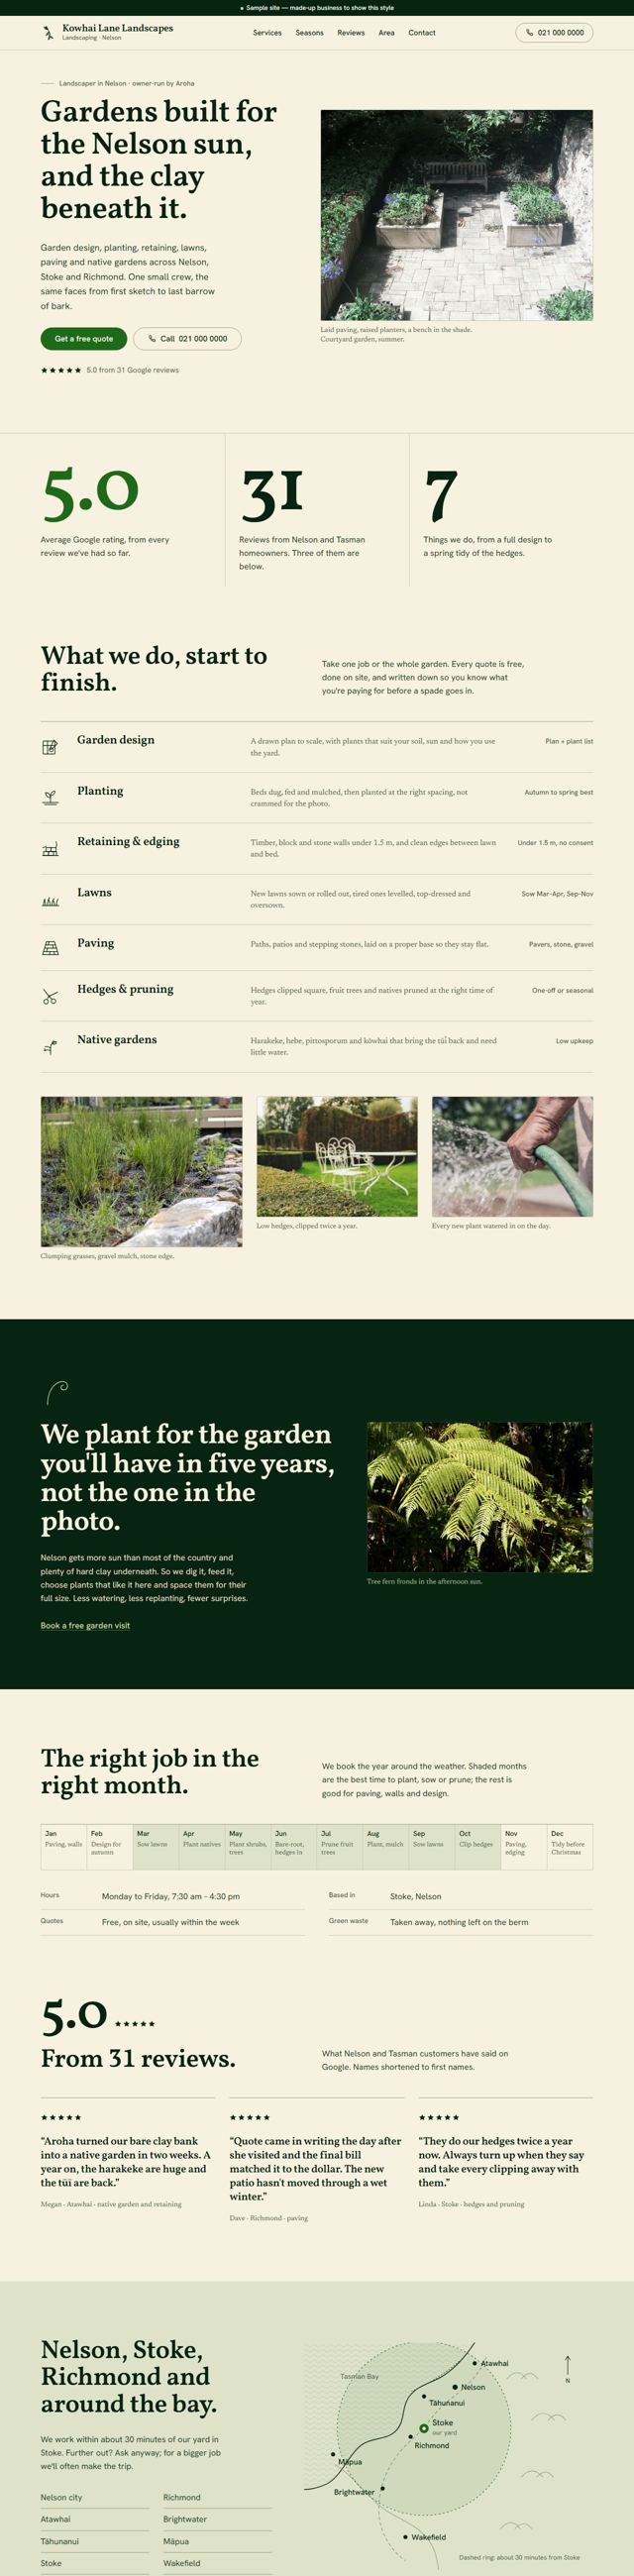 Sample site — made-up business to show this style
Kowhai Lane Landscapes
Landscaping · Nelson
Services Seasons Reviews Area Contact
021 000 0000
Landscaper in Nelson · owner-run by Aroha
Gardens built for
the Nelson sun,
and the clay
beneath it.
Garden design, planting, retaining, lawns,
paving and native gardens across Nelson,
Stoke and Richmond. One small crew, the
same faces from first sketch to last barrow
of bark.
Get a free quote
Call 021 000 0000
5.0 from 31 Google reviews
Laid paving, raised planters, a bench in the shade.
Courtyard garden, summer.
5.0
Average Google rating, from every
review we've had so far.
31
Reviews from Nelson and Tasman
homeowners. Three of them are
below.
7
Things we do, from a full design to
a spring tidy of the hedges.
What we do, start to
finish.
Take one job or the whole garden. Every quote is free,
done on site, and written down so you know what
you're paying for before a spade goes in.
Garden design
A drawn plan to scale, with plants that suit your soil, sun and how you use
the yard.
Plan + plant list
Planting
Beds dug, fed and mulched, then planted at the right spacing, not
crammed for the photo.
Autumn to spring best
Retaining & edging
Timber, block and stone walls under 1.5 m, and clean edges between lawn
and bed.
Under 1.5 m, no consent
Lawns
New lawns sown or rolled out, tired ones levelled, top-dressed and
oversown.
Sow Mar–Apr, Sep–Nov
Paving
Paths, patios and stepping stones, laid on a proper base so they stay flat.
Pavers, stone, gravel
Hedges & pruning
Hedges clipped square, fruit trees and natives pruned at the right time of
year.
One-off or seasonal
Native gardens
Harakeke, hebe, pittosporum and kōwhai that bring the tūī back and need
little water.
Low upkeep
Clumping grasses, gravel mulch, stone edge.
Low hedges, clipped twice a year.
Every new plant watered in on the day.
We plant for the garden
you'll have in five years,
not the one in the
photo.
Nelson gets more sun than most of the country and
plenty of hard clay underneath. So we dig it, feed it,
choose plants that like it here and space them for their
full size. Less watering, less replanting, fewer surprises.
Book a free garden visit
Tree fern fronds in the afternoon sun.
The right job in the
right month.
We book the year around the weather. Shaded months
are the best time to plant, sow or prune; the rest is
good for paving, walls and design.
Jan
Paving, walls
Feb
Design for
autumn
Mar
Sow lawns
Apr
Plant natives
May
Plant shrubs,
trees
Jun
Bare-root,
hedges in
Jul
Prune fruit
trees
Aug
Plant, mulch
Sep
Sow lawns
Oct
Clip hedges
Nov
Paving,
edging
Dec
Tidy before
Christmas
Hours Monday to Friday, 7:30 am – 4:30 pm
Based in Stoke, Nelson
Quotes Free, on site, usually within the week
Green waste Taken away, nothing left on the berm
5.0
From 31 reviews.
What Nelson and Tasman customers have said on
Google. Names shortened to first names.
“Aroha turned our bare clay bank
into a native garden in two weeks. A
year on, the harakeke are huge and
the tūī are back.”
Megan · Atawhai · native garden and retaining
“Quote came in writing the day after
she visited and the final bill
matched it to the dollar. The new
patio hasn't moved through a wet
winter.”
Dave · Richmond · paving
“They do our hedges twice a year
now. Always turn up when they say
and take every clipping away with
them.”
Linda · Stoke · hedges and pruning
Nelson, Stoke,
Richmond and
around the bay.
We work within about 30 minutes of our yard in
Stoke. Further out? Ask anyway; for a bigger job
we'll often make the trip.
Nelson city Richmond
Atawhai Brightwater
Tāhunanui Māpua
Stoke Wakefield
Tasman Bay
Atawhai
N
Nelson
Tāhunanui
Stoke
our yard
Richmond
Māpua
Brightwater
Wakefield
Dashed ring: about 30 minutes from Stoke